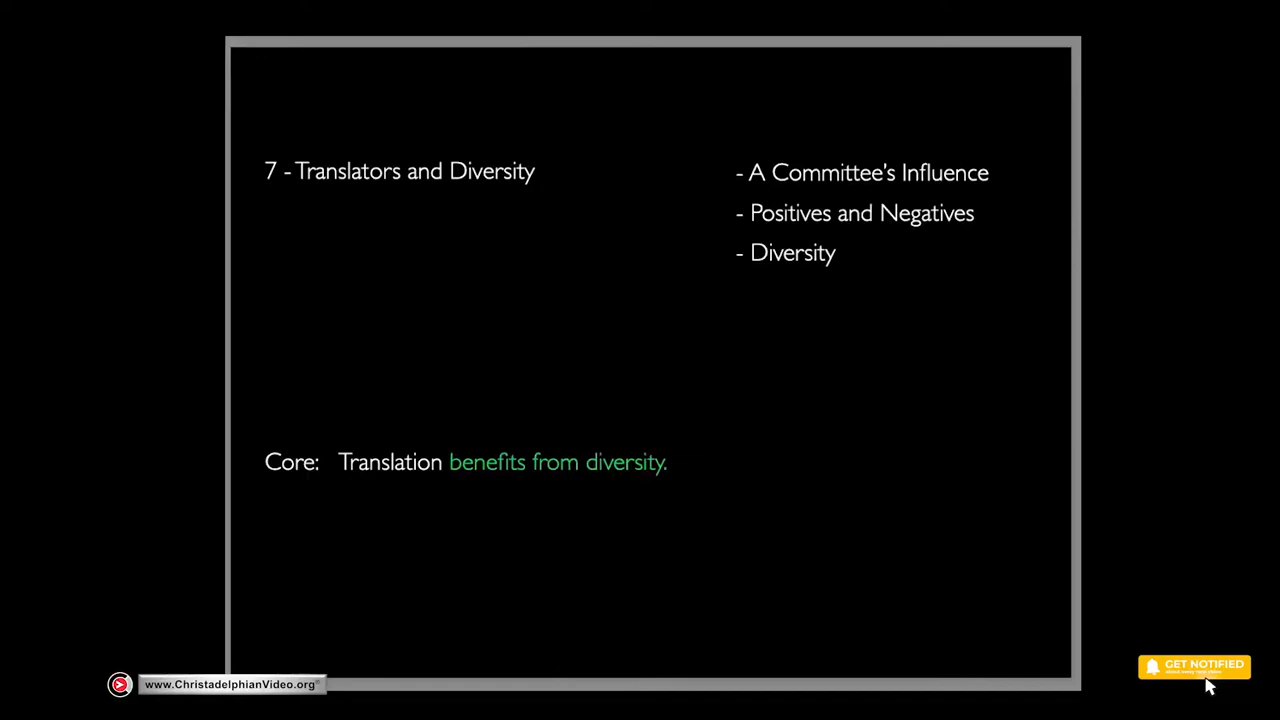 7 - Translators and Diversity
- A Committee's Influence
- Positives and Negatives
- Diversity
Core: Translation benefits from diversity.
www.ChristadelphianVideo.org
GET NOTIFIED